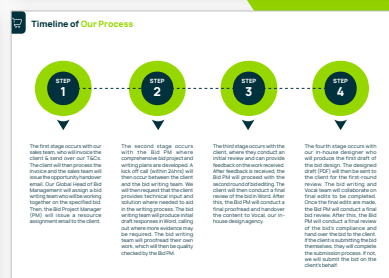 Timeline of Our Process
STEP
1
STEP
2
STEP
3
STEP
4
The first stage occurs with our
sales team, who will invoice the
client & send over our T&Cs.
The client will then process the
invoice and the sales team will
issue the opportunity handover
email. Our Global Head of Bid
Management will assign a bid
writing team who will be working
together on the specified bid.
Then, the Bid Project Manager
(PM) will issue a resource
assignment email to the client.
The second stage occurs
with the Bid PM where
comprehensive bid project and
writing plans are developed. A
kick off call (within 24hrs) will
then occur between the client
and the bid writing team. We
will then request that the client
provides technical input and
solution where needed to aid
in the writing process. The bid
writing team will produce initial
draft responses in Word, calling
out where more evidence may
be required. The bid writing
team will proofread their own
work, which will then be quality
checked by the Bid PM.
The third stage occurs with the
client, where they conduct an
initial review and can provide
feedback on the work received.
After feedback is received, the
Bid PM will proceed with the
second round of bid editing. The
client will then conduct a final
review of the bid in Word. After
this, the Bid PM will conduct a
final proofread and handover
the content to Vocal, our in-
house design agency.
The fourth stage occurs with
our in-house designer who
will produce the first draft of
the bid design. The designed
draft (PDF) will then be sent to
the client for the first round
review. The bid writing and
Vocal team will collaborate on
final edits to be completed.
Once the final edits are made,
the Bid PM will conduct a final
bid review. After this, the Bid
PM will conduct a final review
of the bid's compliance and
hand over the bid to the client.
If the client is submitting the bid
themselves, they will complete
the submission process. If not,
we will submit the bid on the
client's behalf.